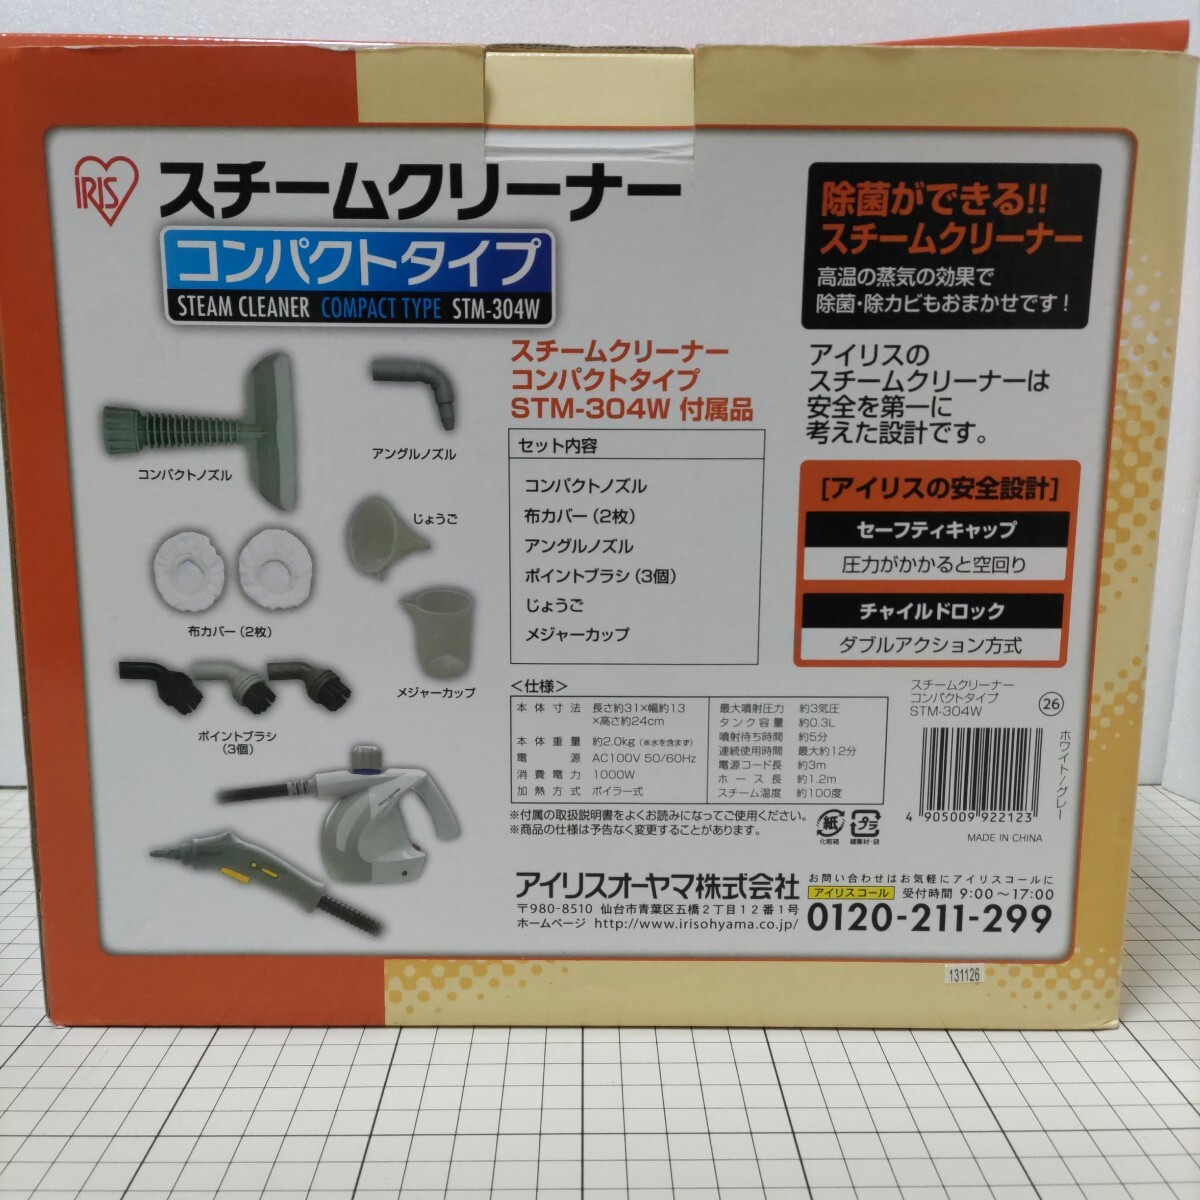 IRIS
スチームクリーナー
コンパクトタイプ
STEAM CLEANER COMPACT TYPE STM-304W
除菌ができる!!
スチームクリーナー
高温の蒸気の効果で
除菌・除カビもおまかせです!
コンパクトノズル
アングルノズル
じょうご
布カバー(2枚)
メジャーカップ
ポイントブラシ
(3個)
スチームクリーナー
コンパクトタイプ
STM-304W 付属品
セット内容
コンパクトノズル
布カバー(2枚)
アングルノズル
ポイントブラシ(3個)
じょうご
メジャーカップ
アイリスの
スチームクリーナーは
安全を第一に
考えた設計です。
[アイリスの安全設計]
セーフティキャップ
圧力がかかると空回り
チャイルドロック
ダブルアクション方式
<仕様>
本体寸法 長さ約31×幅約13
×高さ約24cm
本体重量 約2.0kg(※水を含まず)
電源 AC100V 50/60Hz
消費電力 1000W
加熱方式 ボイラー式
最大噴射圧力 約3気圧
タンク容量 約0.3L
噴射待ち時間 約5分
連続使用時間 最大約12分
電源コード長 約3m
ホース長 約1.2m
スチーム温度 約100度
※付属の取扱説明書をよくお読みになってご使用ください。
※商品の仕様は予告なく変更することがあります。
紙
化粧箱
プラ
緩衝材・袋
スチームクリーナー
コンパクトタイプ
STM-304W
26
ホワイト/グレー
4 905009 922123
MADE IN CHINA
アイリスオーヤマ株式会社
〒980-8510 仙台市青葉区五橋2丁目12番1号
ホームページ http://www.irisohyama.co.jp/
お問い合わせはお気軽にアイリスコールに
アイリスコール 受付時間 9:00〜17:00
0120-211-299
131126